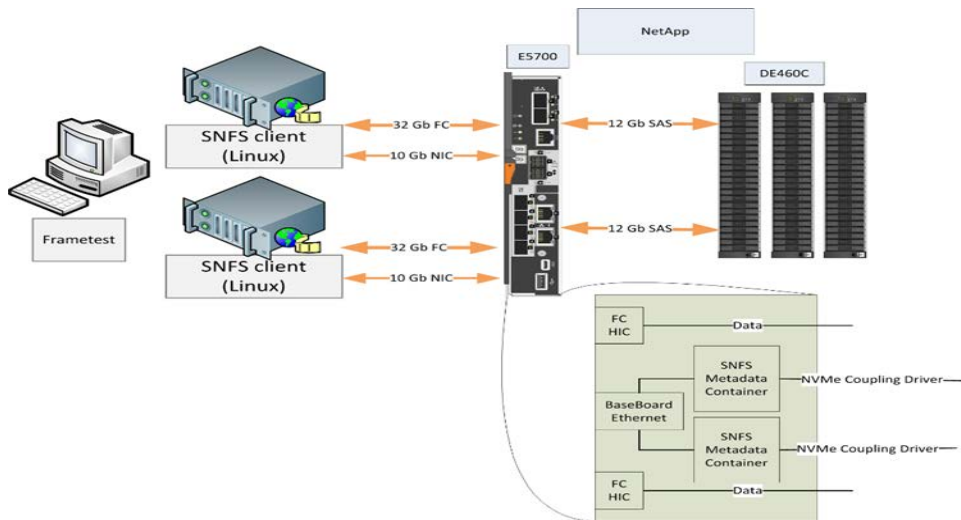 NetApp
E5700
DE460C
32 Gb FC
12 Gb SAS
SNFS client
(Linux)
10 Gb NIC
Frametest
32 Gb FC
12 Gb SAS
SNFS client
(Linux)
10 Gb NIC
FC
HIC
Data
SNFS
Metadata
Container
NVMe Coupling Driver
BaseBoard
Ethernet
SNFS
Metadata
Container
NVMe Coupling Driver
FC
HIC
Data